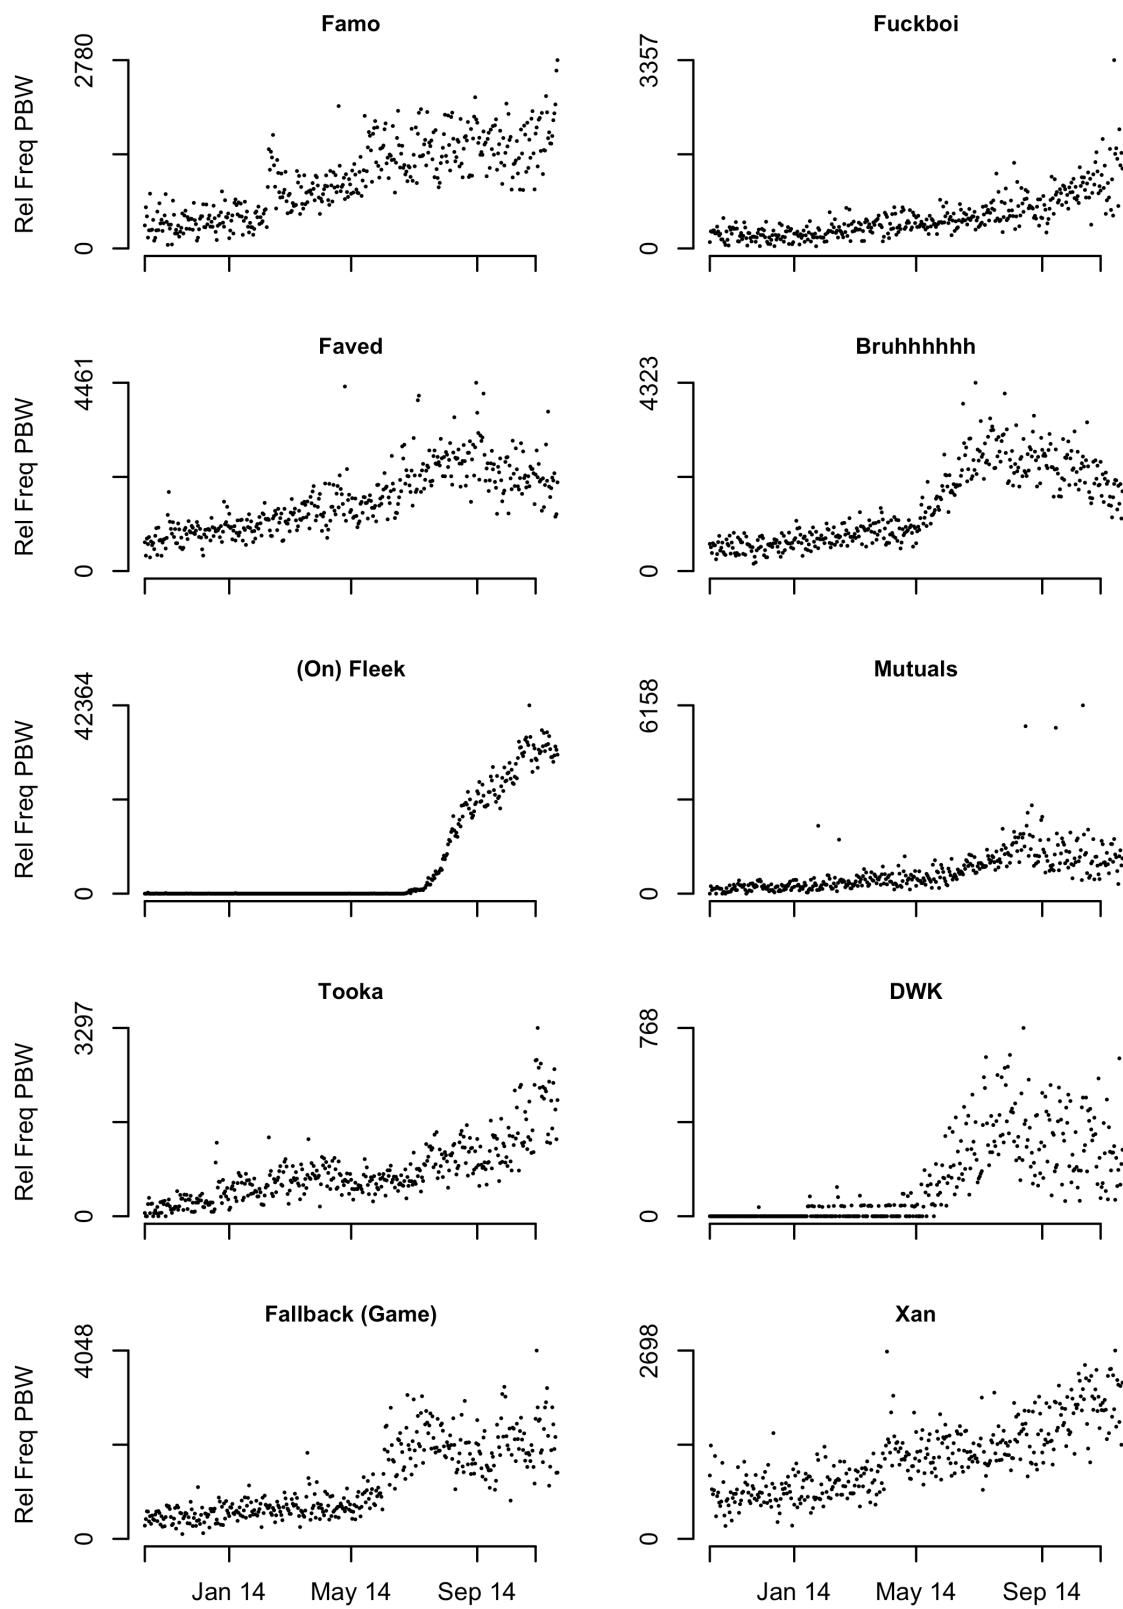 Famo
Fuckboi
Rel Freq PBW
2780
0
3357
0
Faved
Bruhhhhhh
Rel Freq PBW
4461
0
4323
0
(On) Fleek
Mutuals
Rel Freq PBW
42364
0
6158
0
Tooka
DWK
Rel Freq PBW
3297
0
768
0
Fallback (Game)
Xan
Rel Freq PBW
4048
0
2698
0
Jan 14 May 14 Sep 14
Jan 14 May 14 Sep 14